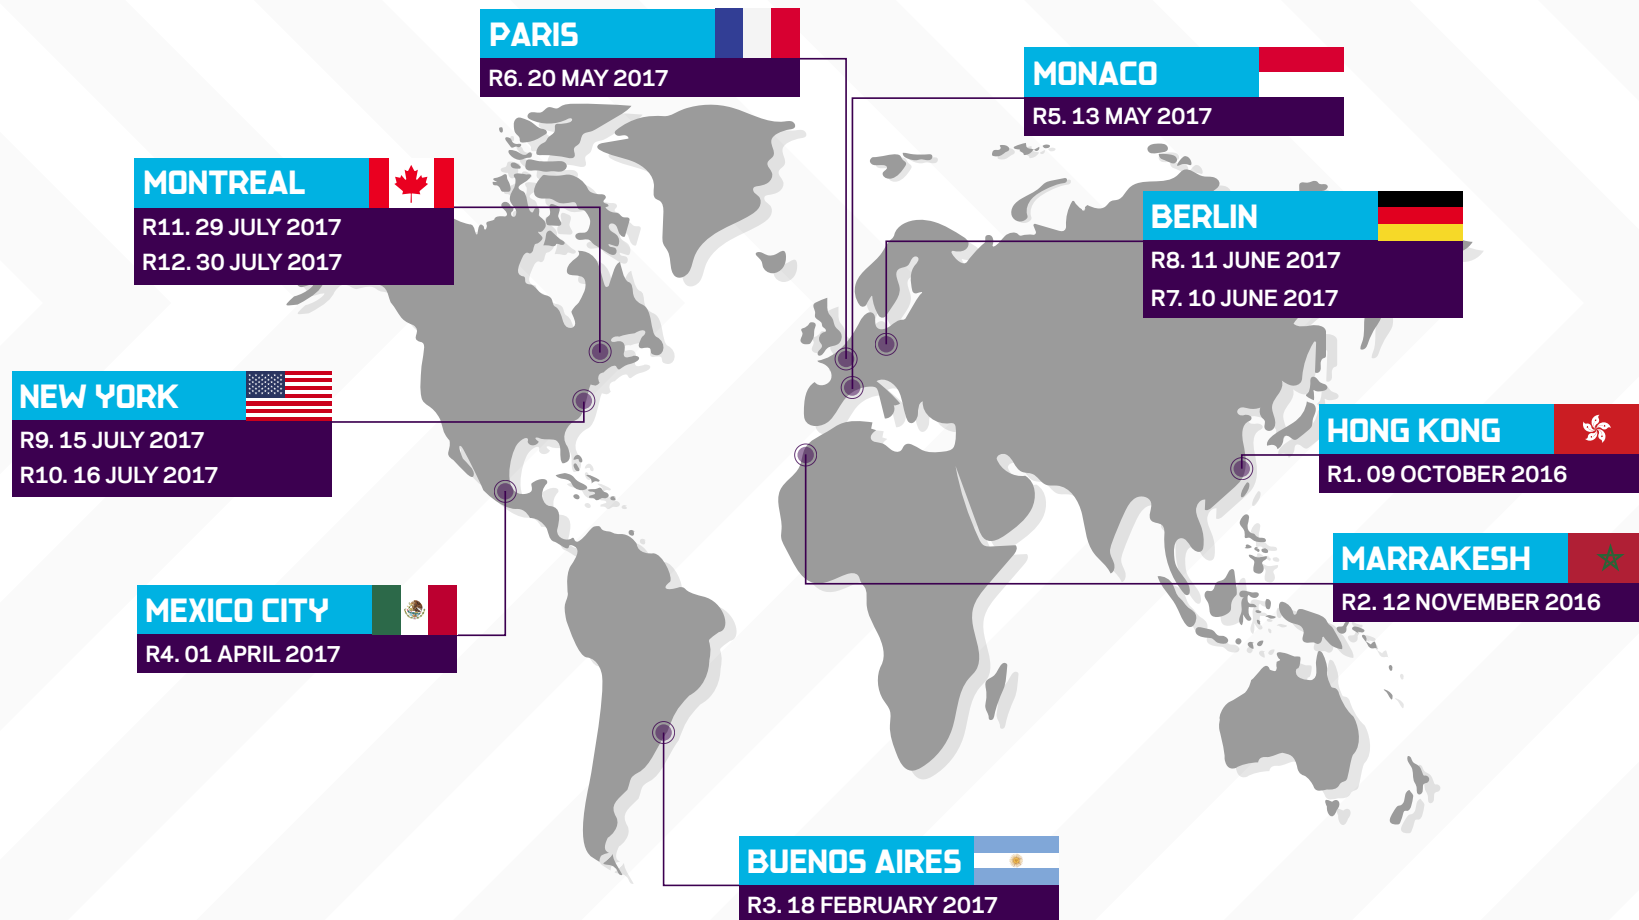 PARIS
R6. 20 MAY 2017
MONACO
R5. 13 MAY 2017
MONTREAL
R11. 29 JULY 2017
R12. 30 JULY 2017
BERLIN
R8. 11 JUNE 2017
R7. 10 JUNE 2017
NEW YORK
R9. 15 JULY 2017
R10. 16 JULY 2017
HONG KONG
R1. 09 OCTOBER 2016
MARRAKESH
R2. 12 NOVEMBER 2016
MEXICO CITY
R4. 01 APRIL 2017
BUENOS AIRES
R3. 18 FEBRUARY 2017